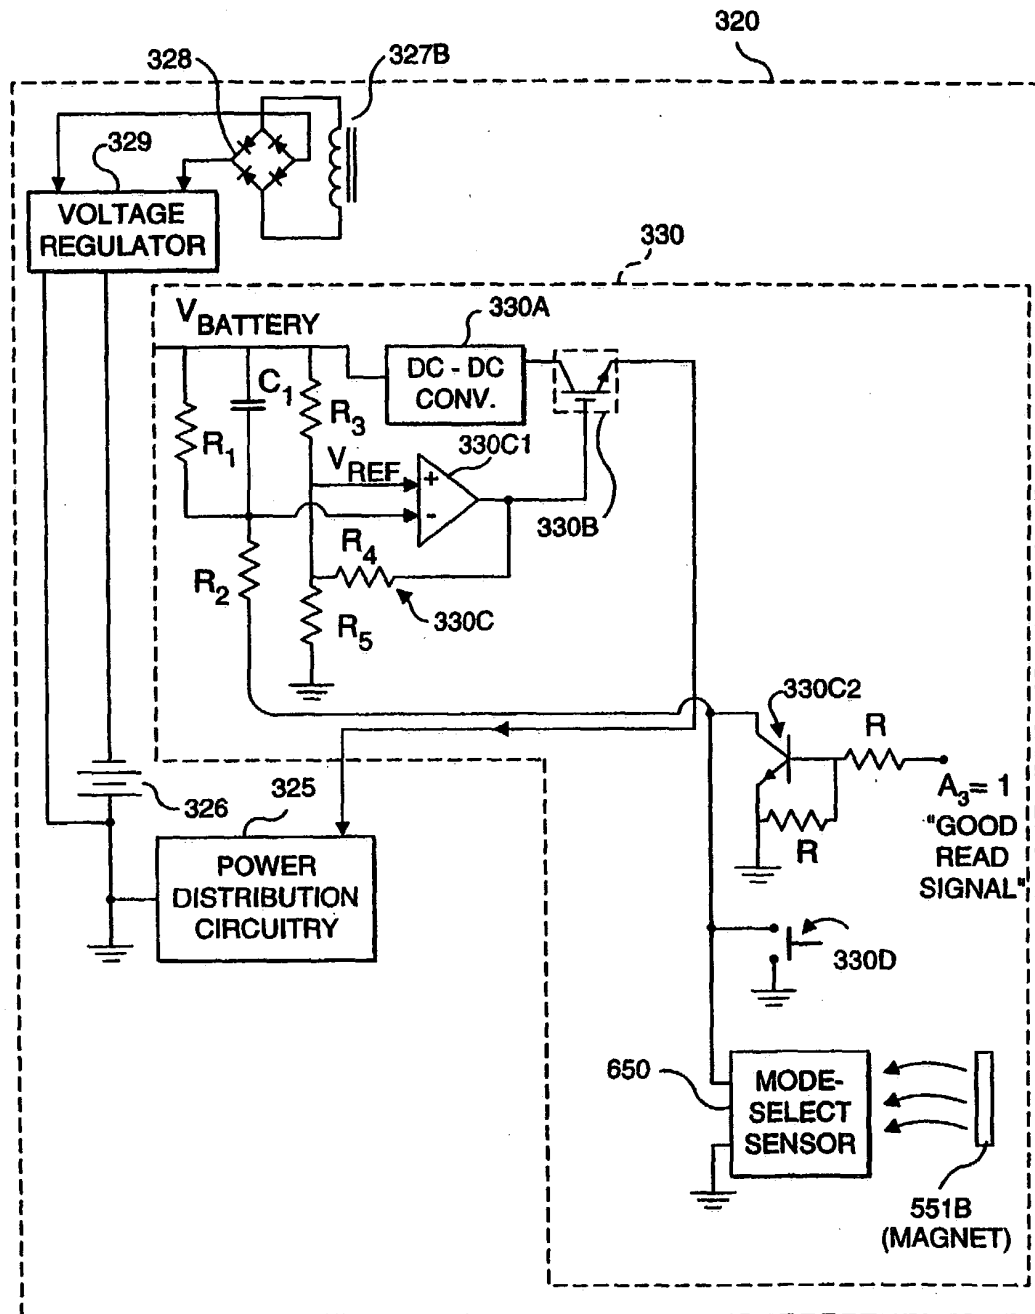 320
328
327B
329
VOLTAGE
REGULATOR
330
V BATTERY
330A
DC - DC
CONV.
C1
R3
R1
330C1
VREF
+
-
330B
R4
R2
330C
R5
330C2
R
A3= 1
"GOOD
READ
SIGNAL"
R
326
325
POWER
DISTRIBUTION
CIRCUITRY
330D
650
MODE-
SELECT
SENSOR
551B
(MAGNET)